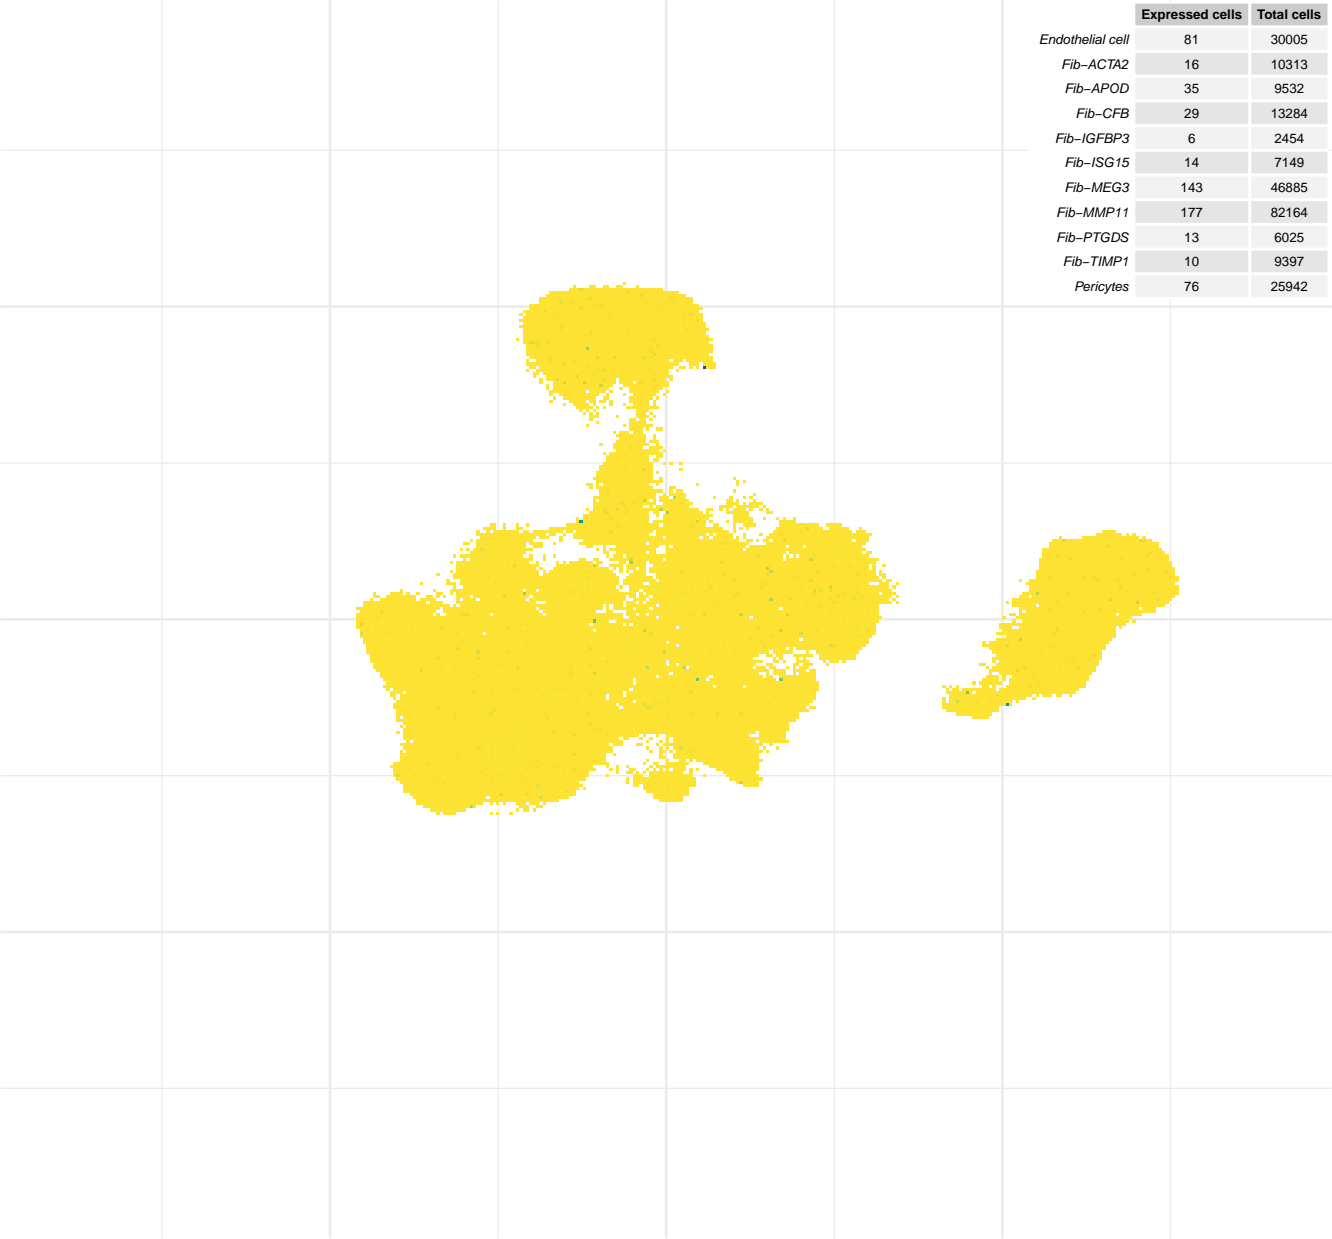 Expressed cells Total cells
Endothelial cell 81 30005
Fib−ACTA2 16 10313
Fib−APOD 35 9532
Fib−CFB 29 13284
Fib−IGFBP3 6 2454
Fib−ISG15 14 7149
Fib−MEG3 143 46885
Fib−MMP11 177 82164
Fib−PTGDS 13 6025
Fib−TIMP1 10 9397
Pericytes 76 25942